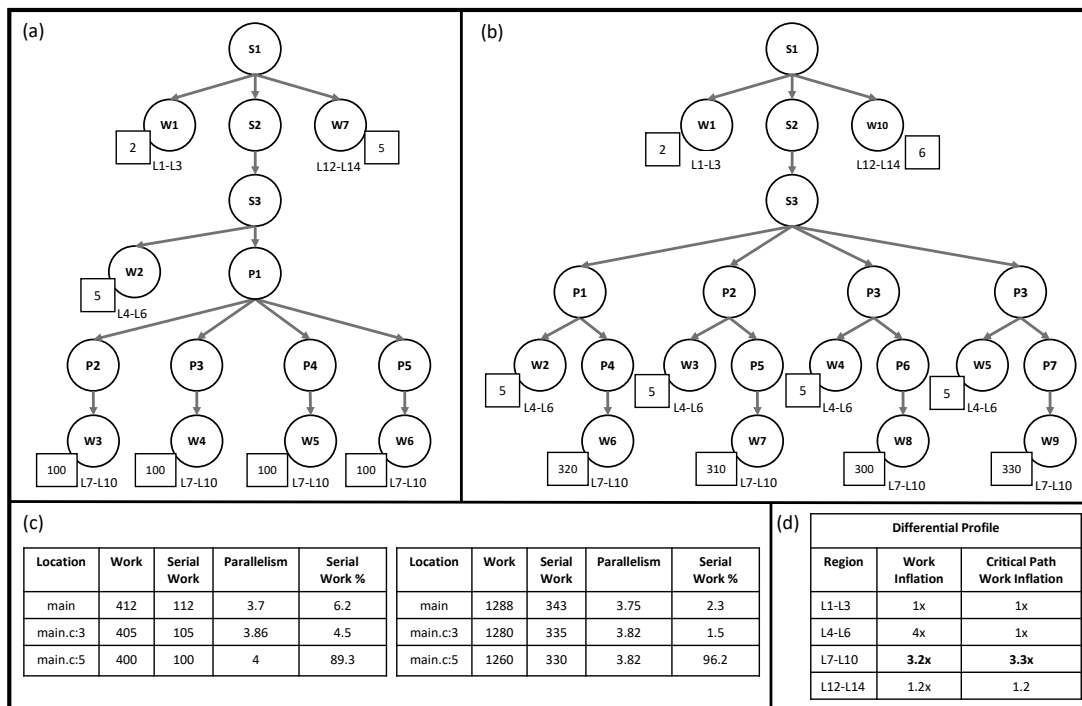 (a)
S1
W1
S2
W7
2
5
L1-L3
L12-L14
S3
W2
P1
5
L4-L6
P2
P3
P4
P5
W3
W4
W5
W6
100
100
100
100
L7-L10
L7-L10
L7-L10
L7-L10
(b)
S1
W1
S2
W10
2
6
L1-L3
L12-L14
S3
P1
P2
P3
P3
W2
P4
W3
P5
W4
P6
W5
P7
5
5
5
5
L4-L6
L4-L6
L4-L6
L4-L6
W6
W7
W8
W9
320
310
300
330
L7-L10
L7-L10
L7-L10
L7-L10
(c)
Location Work Serial Work Parallelism Serial Work %
main 412 112 3.7 6.2
main.c:3 405 105 3.86 4.5
main.c:5 400 100 4 89.3
Location Work Serial Work Parallelism Serial Work %
main 1288 343 3.75 2.3
main.c:3 1280 335 3.82 1.5
main.c:5 1260 330 3.82 96.2
(d)
Differential Profile
Region Work Inflation Critical Path Work Inflation
L1-L3 1x 1x
L4-L6 4x 1x
L7-L10 3.2x 3.3x
L12-L14 1.2x 1.2